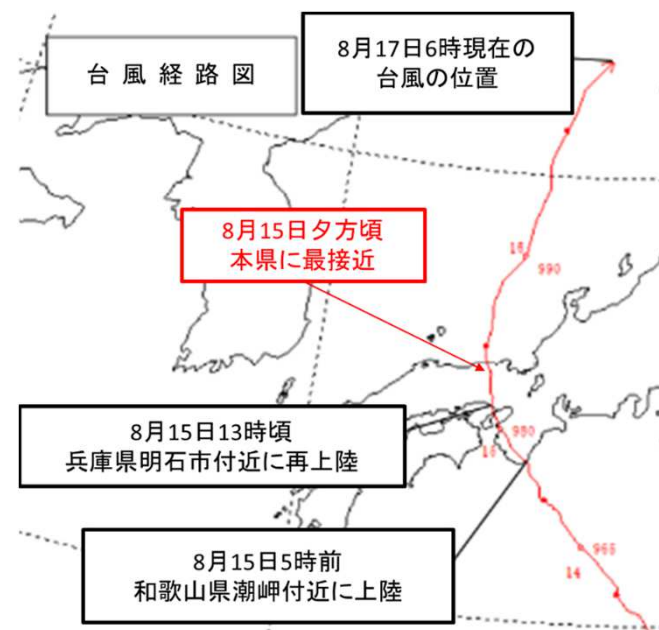 台風経路図
8月17日6時現在の
台風の位置
8月15日夕方頃
本県に最接近
16
990
8月15日13時頃
兵庫県明石市付近に再上陸
980
15
8月15日5時前
和歌山県潮岬付近に上陸
965
14